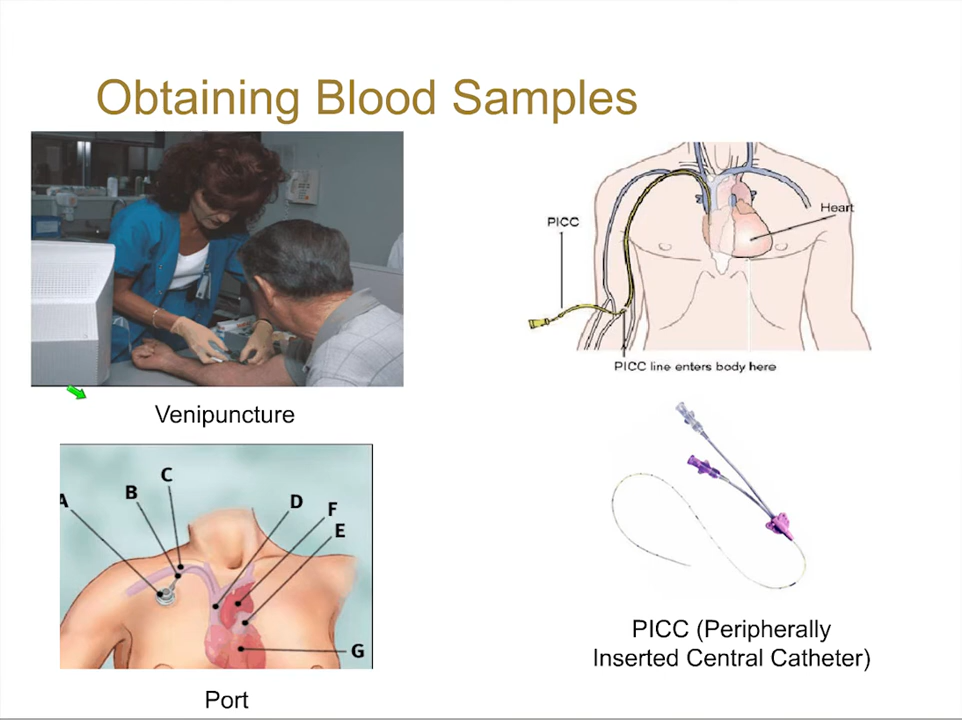 Obtaining Blood Samples
PICC
Heart
PICC line enters body here
Venipuncture
A
B
C
D
F
E
G
Port
PICC (Peripherally
Inserted Central Catheter)